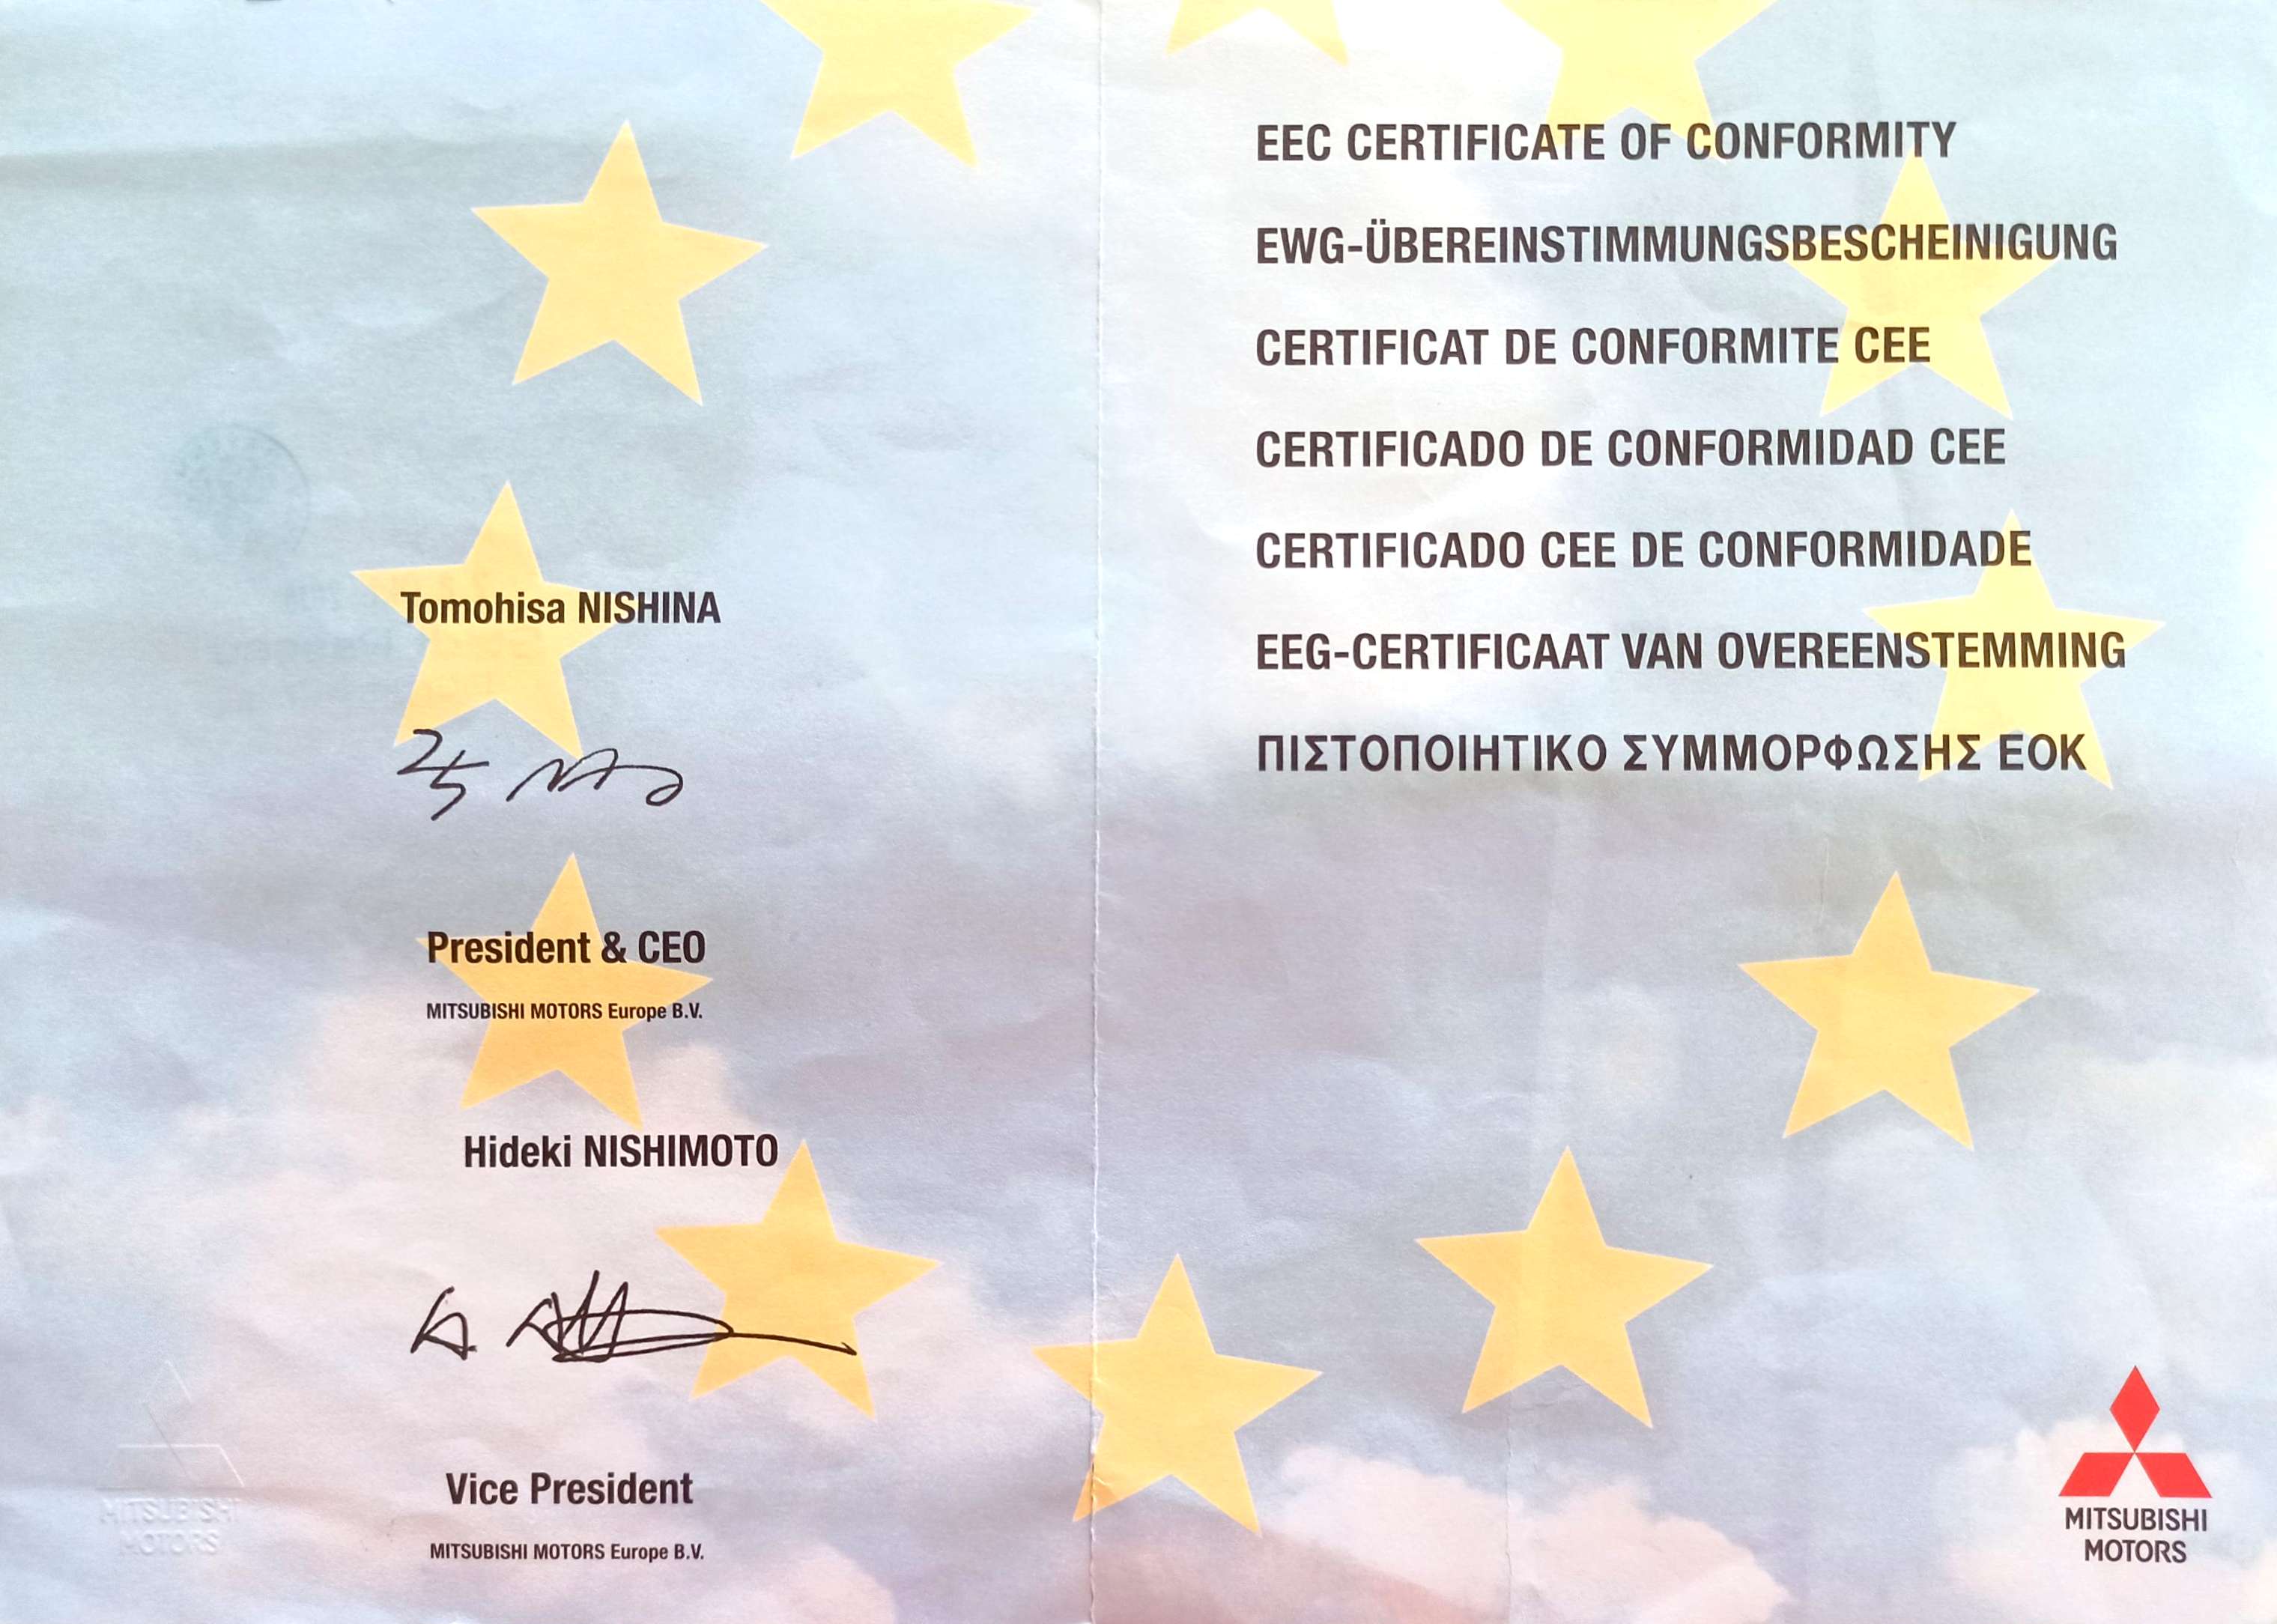 Tomohisa NISHINA
President & CEO
MITSUBISHI MOTORS Europe B.V.
Hideki NISHIMOTO
Vice President
MITSUBISHI MOTORS Europe B.V.
MITSUBISHI
MOTORS
EEC CERTIFICATE OF CONFORMITY
EWG-ÜBEREINSTIMMUNGSBESCHEINIGUNG
CERTIFICAT DE CONFORMITE CEE
CERTIFICADO DE CONFORMIDAD CEE
CERTIFICADO CEE DE CONFORMIDADE
EEG-CERTIFICAAT VAN OVEREENSTEMMING
ΠΙΣΤΟΠΟΙΗΤΙΚΟ ΣΥΜΜΟΡΦΩΣΗΣ ΕΟΚ
MITSUBISHI
MOTORS